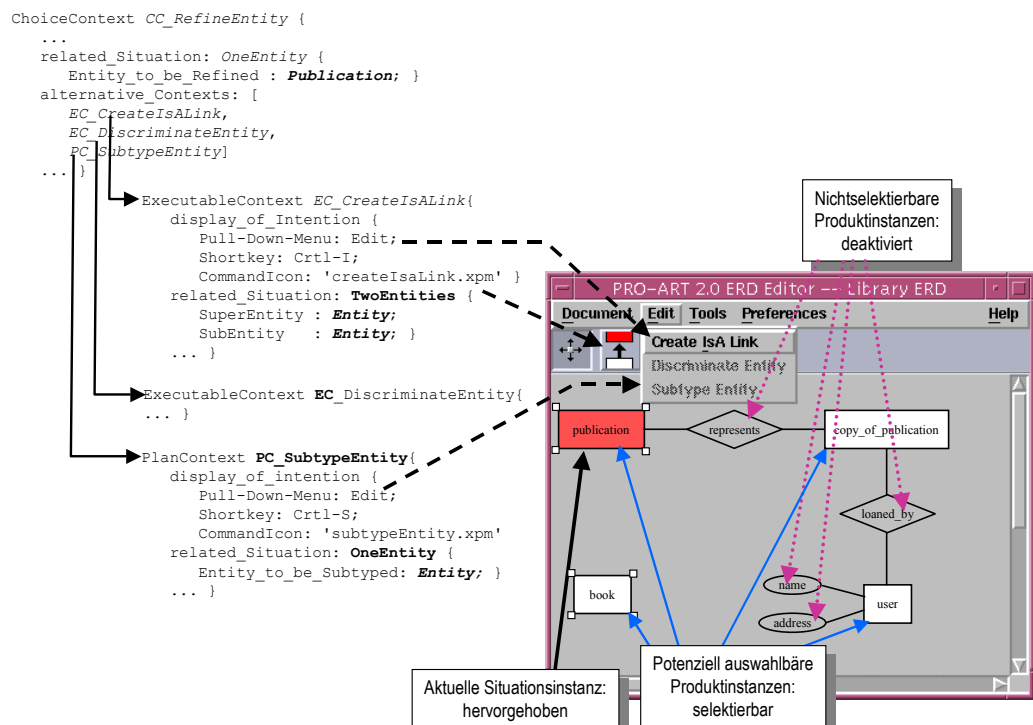 ChoiceContext CC_RefineEntity {
...
related_Situation: OneEntity {
Entity_to_be_Refined : Publication; }
alternative_Contexts: [
EC_CreateIsALink,
EC_DiscriminateEntity,
PC_SubtypeEntity]
... }
ExecutableContext EC_CreateIsALink{
display_of_Intention {
Pull-Down-Menu: Edit;
Shortkey: Crtl-I;
CommandIcon: 'createIsaLink.xpm' }
related_Situation: TwoEntities {
SuperEntity : Entity;
SubEntity : Entity; }
... }
ExecutableContext EC_DiscriminateEntity{
... }
PlanContext PC_SubtypeEntity{
display_of_intention {
Pull-Down-Menu: Edit;
Shortkey: Crtl-S;
CommandIcon: 'subtypeEntity.xpm'
related_Situation: OneEntity {
Entity_to_be_Subtyped: Entity; }
... }
Nichtselektierbare
Produktinstanzen:
deaktiviert
PRO-ART 2.0 ERD Editor -- Library ERD
Document Edit Tools Preferences Help
Create IsA Link
Discriminate Entity
Subtype Entity
publication
represents
copy_of_publication
loaned_by
name
address
user
book
Aktuelle Situationsinstanz:
hervorgehoben
Potenziell auswahlbäre
Produktinstanzen:
selektierbar